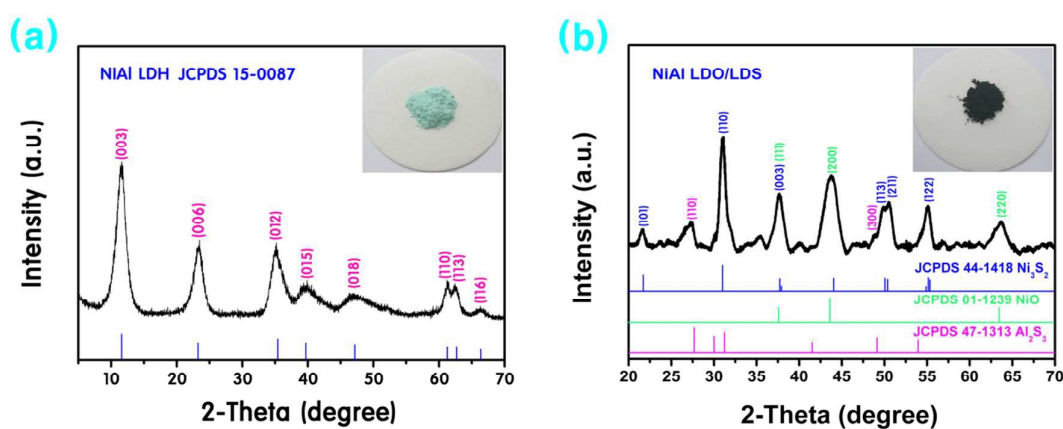 (a)
NiAl LDH JCPDS 15-0087
(003)
(006)
(012)
(015)
(018)
(110)
(113)
(116)
Intensity (a.u.)
10 20 30 40 50 60 70
2-Theta (degree)
(b)
NiAl LDO/LDS
(101)
(110)
(110)
(003) (111)
(200)
(300)
(113)
(211)
(122)
(220)
JCPDS 44-1418 Ni₃S₂
JCPDS 01-1239 NiO
JCPDS 47-1313 Al₂S₃
Intensity (a.u.)
20 25 30 35 40 45 50 55 60 65 70
2-Theta (degree)